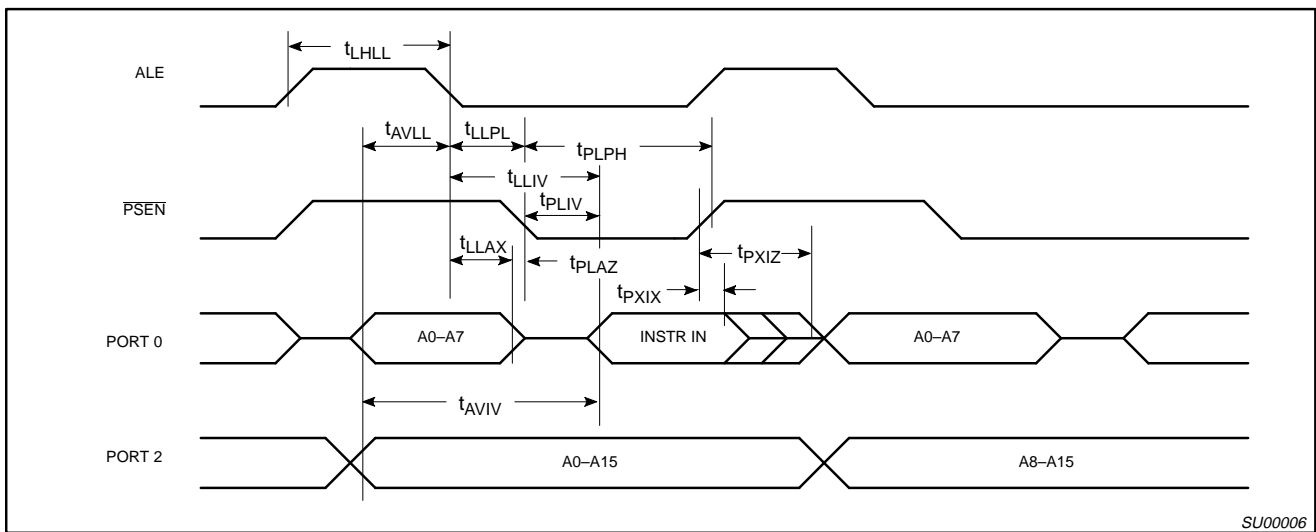 tLHLL
ALE
tAVLL tLLPL
tPLPH
tLLIV
PSEN
tPLIV
tLLAX
tPLAZ
tPXIZ
tPXIX
PORT 0
A0–A7
INSTR IN
A0–A7
tAVIV
PORT 2
A0–A15
A8–A15
SU00006